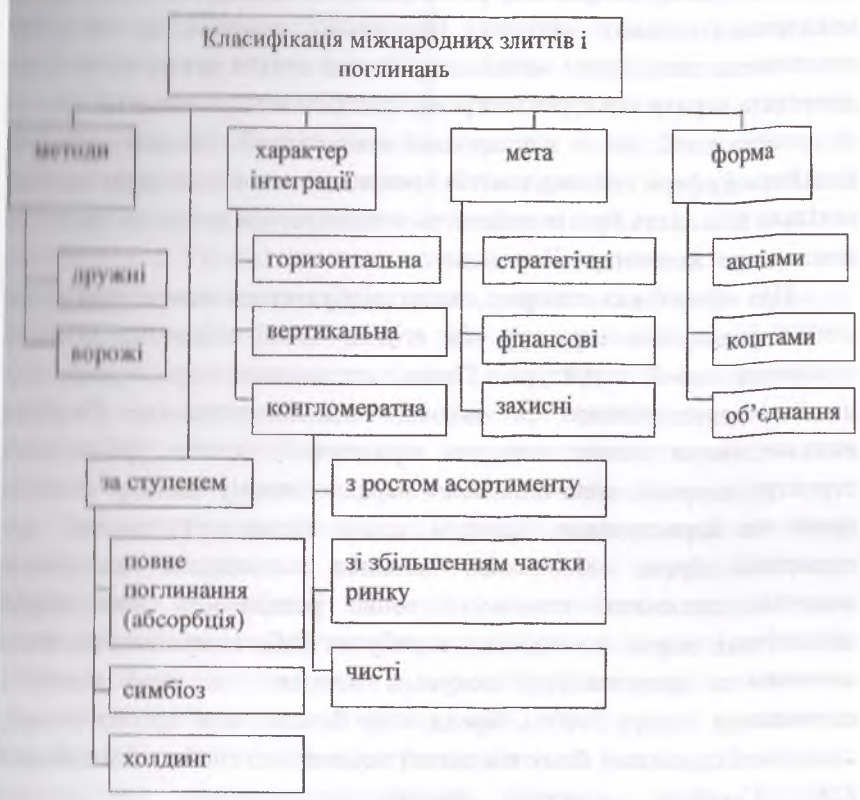 Класифікація міжнародних злиттів і
поглинань
методи
характер
інтеграції
мета
форма
дружні
ворожі
горизонтальна
вертикальна
конгломератна
стратегічні
фінансові
захисні
акціями
коштами
об’єднання
за ступенем
повне
поглинання
(абсорбція)
симбіоз
холдинг
з ростом асортименту
зі збільшенням частки
ринку
чисті